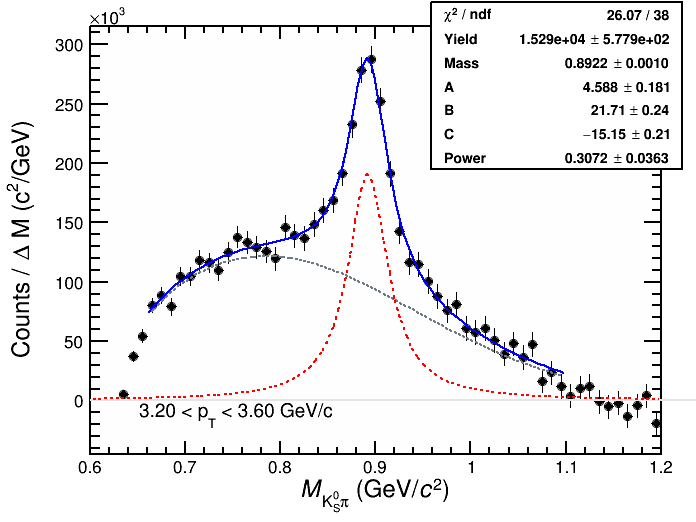 ×10³
χ² / ndf 26.07 / 38
Yield 1.529e+04 ± 5.779e+02
Mass 0.8922 ± 0.0010
A 4.588 ± 0.181
B 21.71 ± 0.24
C −15.15 ± 0.21
Power 0.3072 ± 0.0363
Counts / Δ M (c²/GeV)
300
250
200
150
100
50
0
3.20 < p_T < 3.60 GeV/c
0.6 0.7 0.8 0.9 1 1.1 1.2
M_{K⁰_Sπ} (GeV/c²)